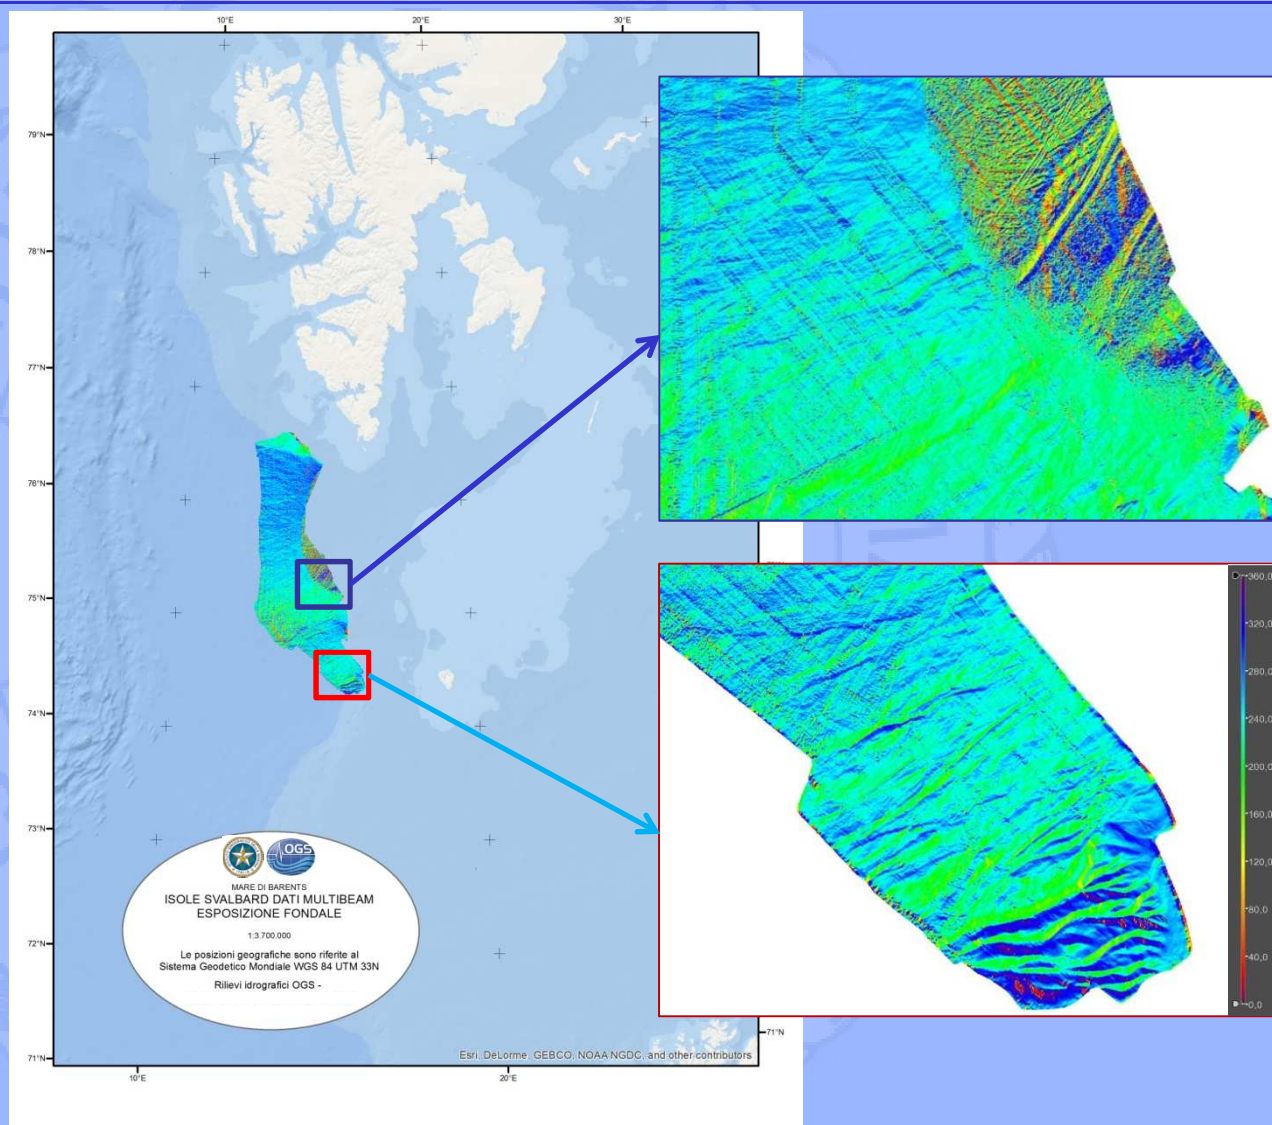 10°E 20°E 30°E
79°N
78°N
77°N
76°N
75°N
74°N
73°N
72°N
71°N
71°N
10°E 20°E
OGS
MARE DI BARENTS
ISOLE SVALBARD DATI MULTIBEAM
ESPOSIZIONE FONDALE
1:3.700.000
Le posizioni geografiche sono riferite al
Sistema Geodetico Mondiale WGS 84 UTM 33N
Rilievi idrografici OGS -
Esri, DeLorme, GEBCO, NOAA NGDC, and other contributors
360,0
320,0
280,0
240,0
200,0
160,0
120,0
80,0
40,0
0,0